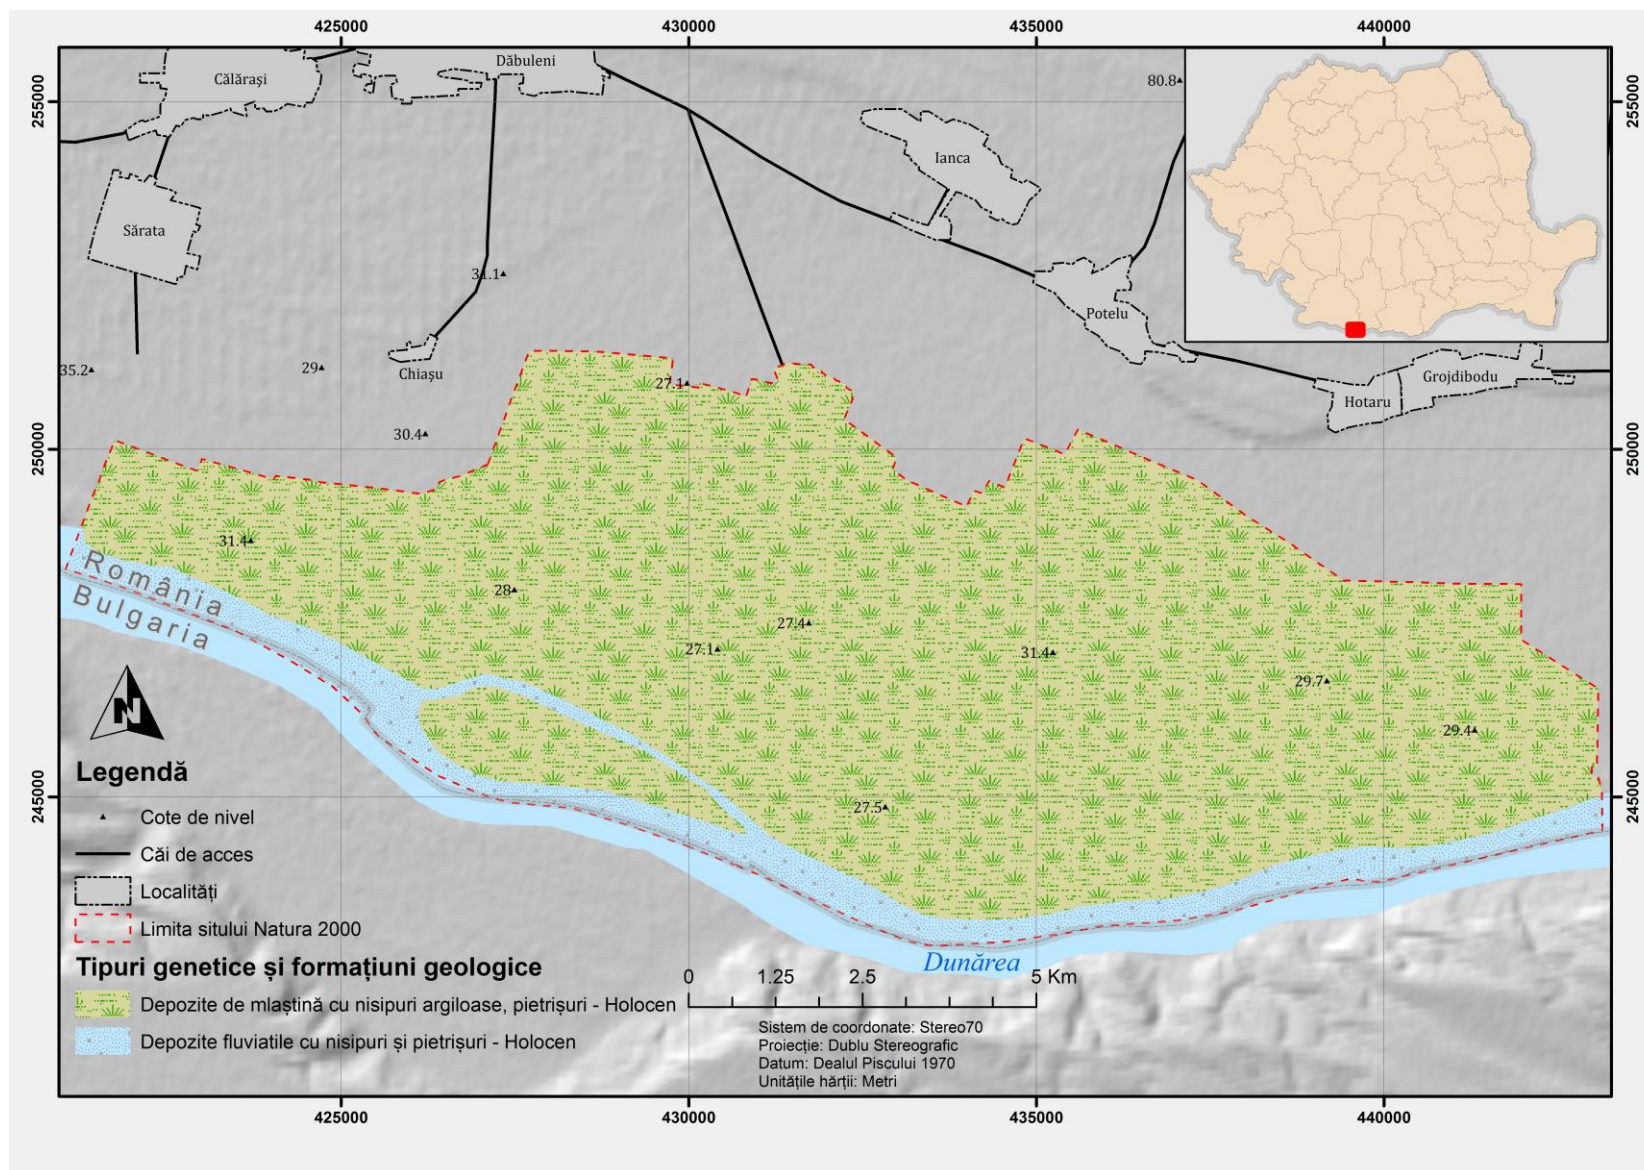 425000
430000
435000
440000
255000
250000
245000
255000
250000
245000
Călărași
Dăbuleni
80.8
Ianca
Sărata
31.1
Potelu
35.2
29
Chiașu
27.1
Grojdibodu
Hotaru
30.4
31.4
România
Bulgaria
28
27.4
27.1
31.4
29.7
29.4
27.5
N
Dunărea
Legendă
Cote de nivel
Căi de acces
Localități
Limita sitului Natura 2000
Tipuri genetice și formațiuni geologice
Depozite de mlaștină cu nisipuri argiloase, pietrișuri - Holocen
Depozite fluviatile cu nisipuri și pietrișuri - Holocen
0 1.25 2.5 5 Km
Sistem de coordonate: Stereo70
Proiecție: Dublu Stereografic
Datum: Dealul Piscului 1970
Unitățile hărții: Metri
425000
430000
435000
440000